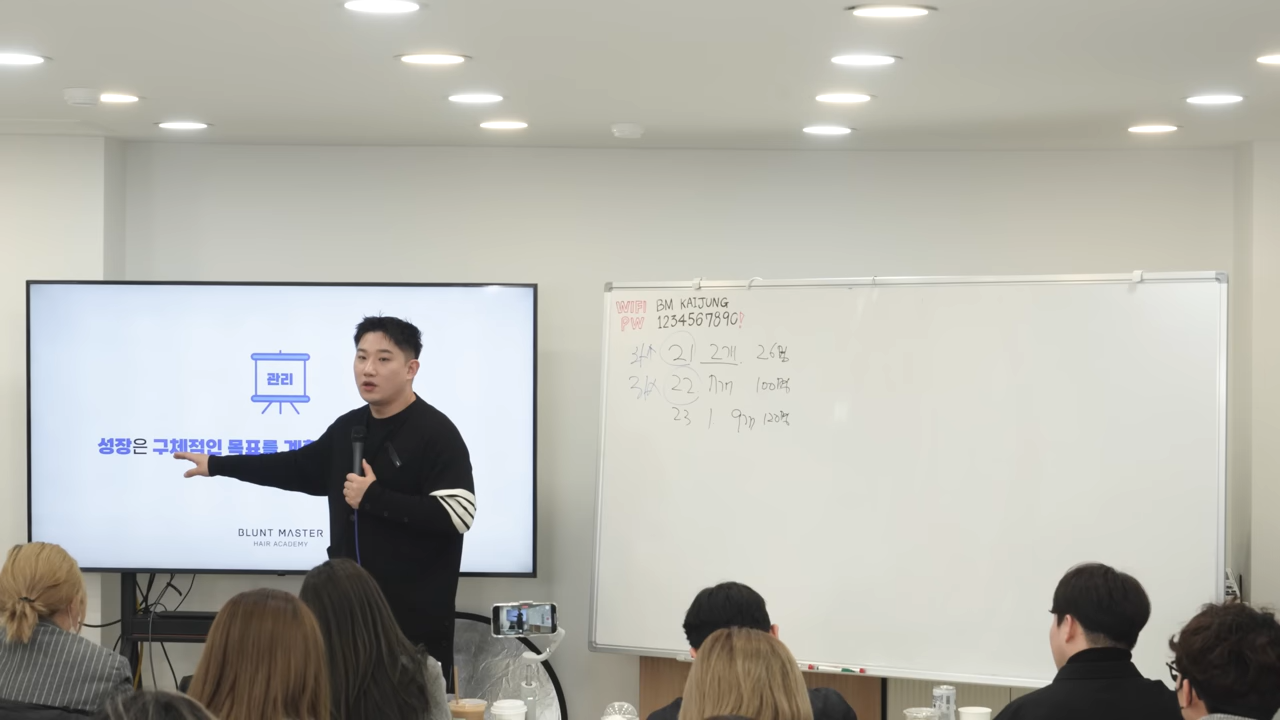 관리
성장은 구체적인 목표를
BLUNT MASTER
HAIR ACADEMY
WIFI BM KAIJUNG
PW 1234567890!
21 2개 26명
22 7개 100명
23 1 9개 120명